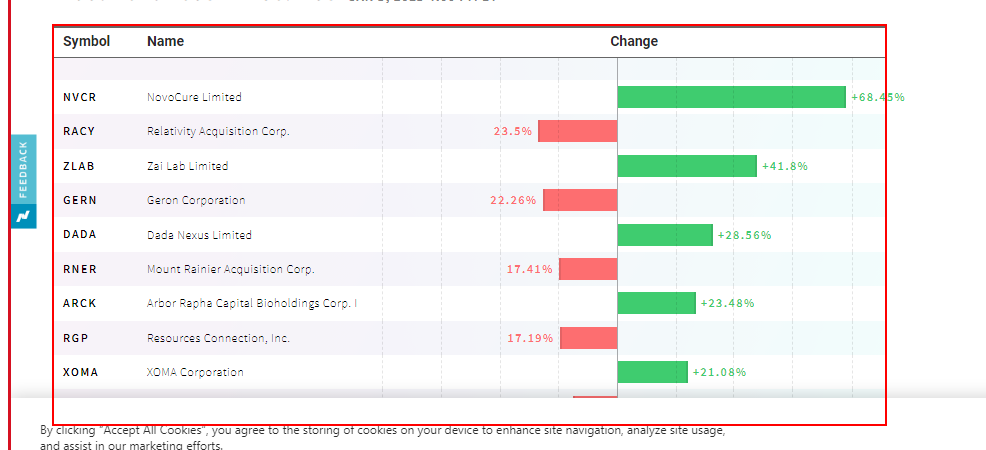 Symbol Name Change
NVCR NovoCure Limited +68.45%
RACY Relativity Acquisition Corp. 23.5%
ZLAB Zai Lab Limited +41.8%
GERN Geron Corporation 22.26%
DADA Dada Nexus Limited +28.56%
RNER Mount Rainier Acquisition Corp. 17.41%
ARCK Arbor Rapha Capital Bioholdings Corp. I +23.48%
RGP Resources Connection, Inc. 17.19%
XOMA XOMA Corporation +21.08%
FEEDBACK
By clicking "Accept All Cookies", you agree to the storing of cookies on your device to enhance site navigation, analyze site usage,
and assist in our marketing efforts.